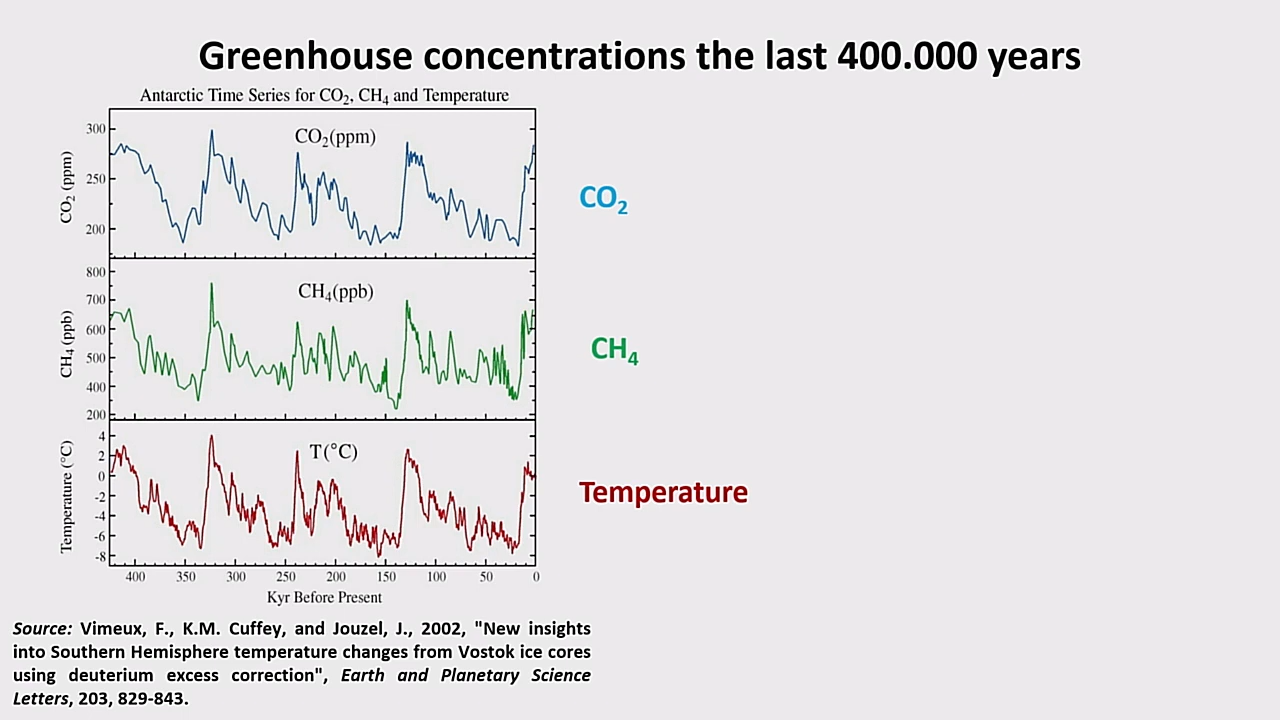 Greenhouse concentrations the last 400.000 years
Antarctic Time Series for CO₂, CH₄ and Temperature
CO₂(ppm)
CO₂ (ppm)
300
250
200
CO₂
CH₄(ppb)
CH₄ (ppb)
800
700
600
500
400
200
CH₄
T(°C)
Temperature (°C)
4
2
0
-2
-4
-6
-8
Temperature
400 350 300 250 200 150 100 50 0
Kyr Before Present
Source: Vimeux, F., K.M. Cuffey, and Jouzel, J., 2002, "New insights
into Southern Hemisphere temperature changes from Vostok ice cores
using deuterium excess correction", Earth and Planetary Science
Letters, 203, 829-843.